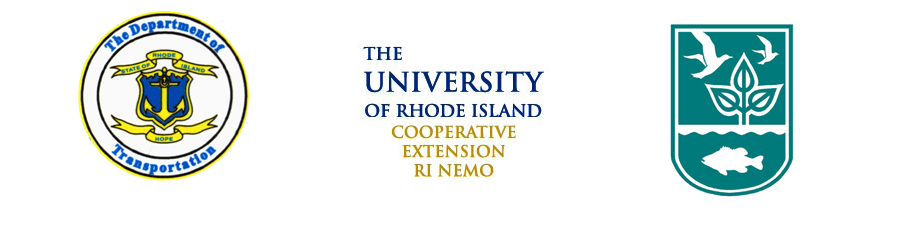 The Department of
STATE OF RHODE ISLAND
HOPE
Transportation
THE
UNIVERSITY
OF RHODE ISLAND
COOPERATIVE
EXTENSION
RI NEMO